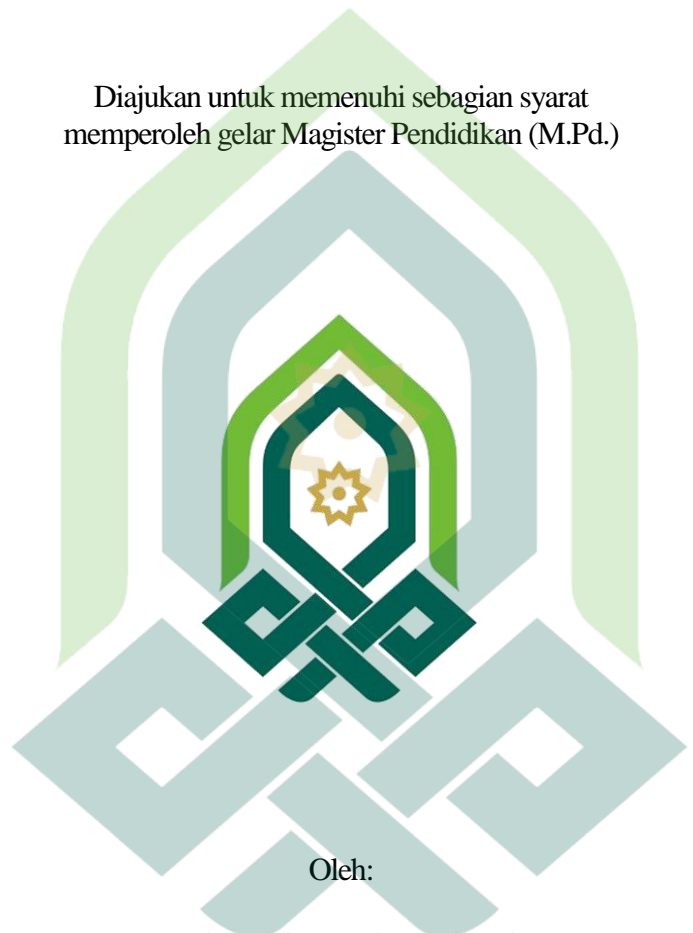 Diajukan untuk memenuhi sebagian syarat
memperoleh gelar Magister Pendidikan (M.Pd.)
Oleh: